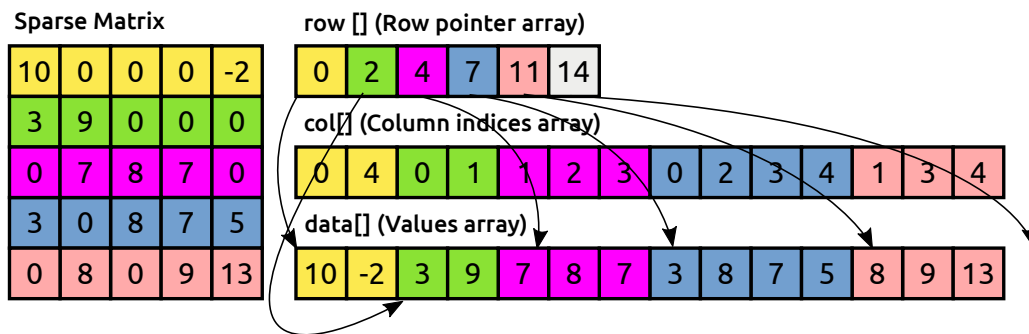 Sparse Matrix
10 0 0 0 -2
3 9 0 0 0
0 7 8 7 0
3 0 8 7 5
0 8 0 9 13
row [] (Row pointer array)
0 2 4 7 11 14
col[] (Column indices array)
0 4 0 1 1 2 3 0 2 3 4 1 3 4
data[] (Values array)
10 -2 3 9 7 8 7 3 8 7 5 8 9 13